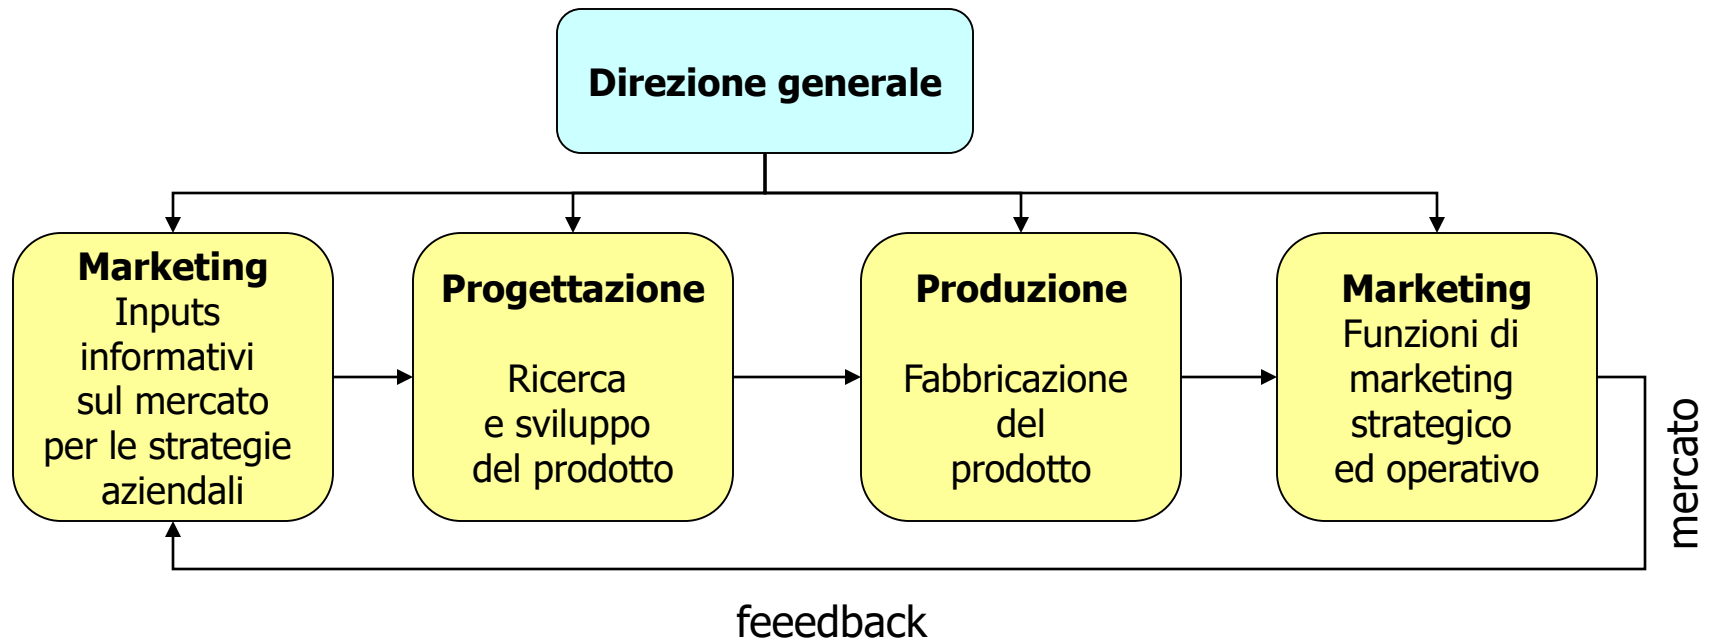 Direzione generale
Marketing
Inputs
informativi
sul mercato
per le strategie
aziendali
Progettazione
Ricerca
e sviluppo
del prodotto
Produzione
Fabbricazione
del
prodotto
Marketing
Funzioni di
marketing
strategico
ed operativo
mercato
feeedback